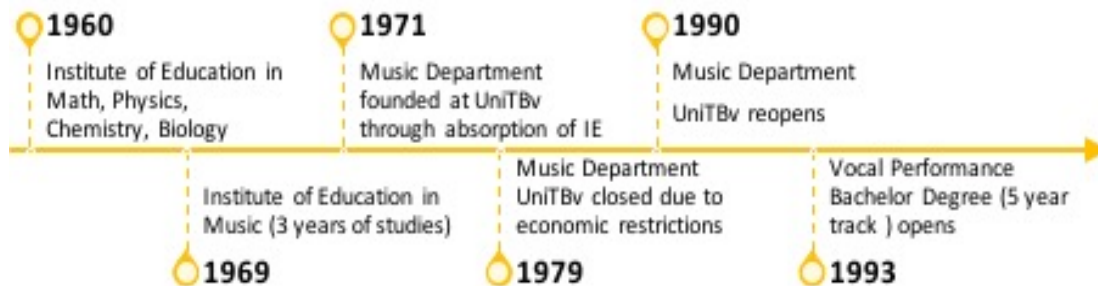 1960
Institute of Education in
Math, Physics,
Chemistry, Biology
1971
Music Department
founded at UniTBv
through absorption of IE
1990
Music Department
UniTBv reopens
Institute of Education in
Music (3 years of studies)
1969
Music Department
UniTBv closed due to
economic restrictions
1979
Vocal Performance
Bachelor Degree (5 year
track ) opens
1993